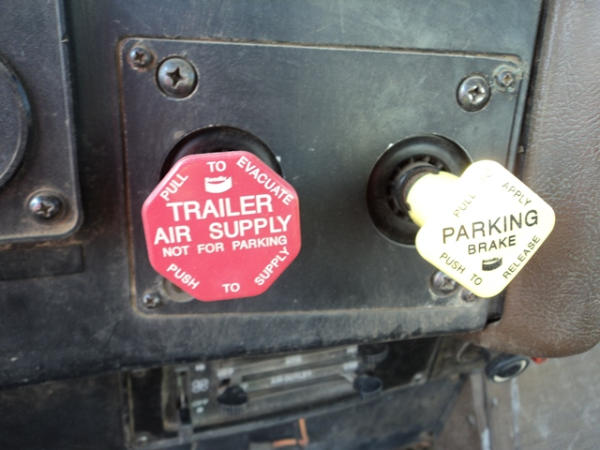 PULL TO EVACUATE
TRAILER
AIR SUPPLY
NOT FOR PARKING
PUSH TO SUPPLY
PULL TO APPLY
PARKING
BRAKE
PUSH TO RELEASE